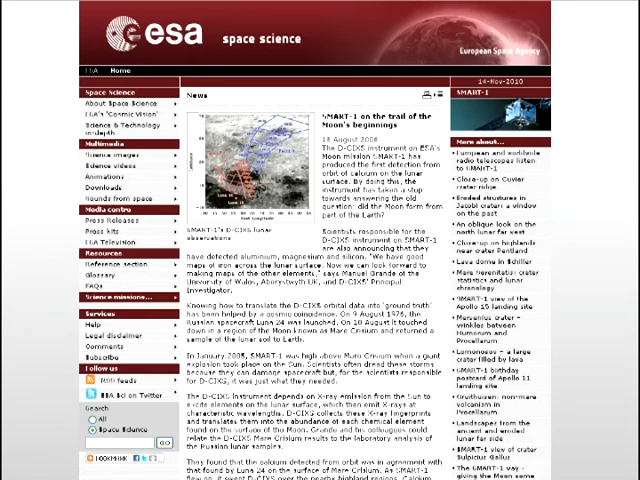 esa space science
European Space Agency
ESA Home
14-Nov-2010
Space Science
About Space Science
ESA's 'Cosmic Vision'
Science & Technology
in-depth
Multimedia
Science images
Science videos
Animations
Downloads
Sounds from space
Media centre
Press Releases
Press kits
ESA Television
Resources
Reference section
Glossary
FAQs
Science missions...
Services
Help
Legal disclaimer
Comments
Subscribe
Follow us
RSS feeds
ESA Sci on Twitter
Search
All
Space Science
GO
BOOKMARK
News
SMART-1's D-CIXS lunar
observations
SMART-1 on the trail of the
Moon's beginnings
18 August 2006
The D-CIXS instrument on ESA's
Moon mission SMART-1 has
produced the first detection from
orbit of calcium on the lunar
surface. By doing this, the
instrument has taken a step
towards answering the old
question: did the Moon form from
part of the Earth?
Scientists responsible for the
D-CIXS instrument on SMART-1
are also announcing that they
have detected aluminium, magnesium and silicon. "We have good
maps of iron across the lunar surface. Now we can look forward to
making maps of the other elements," says Manuel Grande of the
University of Wales, Aberystwyth UK, and D-CIXS' Principal
Investigator.
Knowing how to translate the D-CIXS orbital data into 'ground truth'
has been helped by a cosmic coincidence. On 9 August 1976, the
Russian spacecraft Luna 24 was launched. On 18 August it touched
down in a region of the Moon known as Mare Crisium and returned a
sample of the lunar soil to Earth.
In January 2005, SMART-1 was high above Mare Crisium when a giant
explosion took place on the Sun. Scientists often dread these storms
because they can damage spacecraft but, for the scientists responsible
for D-CIXS, it was just what they needed.
The D-CIXS instrument depends on X-ray emission from the Sun to
excite elements on the lunar surface, which then emit X-rays at
characteristic wavelengths. D-CIXS collects these X-ray fingerprints
and translates them into the abundance of each chemical element
found on the surface of the Moon. Grande and his colleagues could
relate the D-CIXS Mare Crisium results to the laboratory analyses of
the Russian lunar samples.
They found that the calcium detected from orbit was in agreement with
that found by Luna 24 on the surface of Mare Crisium. As SMART-1
flew on, it swept D-CIXS over the nearby highland regions. Calcium
SMART-1
More about...
European and worldwide
radio telescopes listen
to SMART-1
Close-up on Cuvier
crater ridge
Eroded structures in
Jacobi crater: a window
on the past
An oblique look on the
north lunar far west
Close-up on highlands
near crater Pentland
Lava dome in Schiller
Mare Serenitatis: crater
statistics and lunar
chronology
SMART-1 view of the
Apollo 15 landing site
Mersenius crater -
wrinkles between
Humorum and
Procellarum
Lomonosov - a large
crater filled by lava
SMART-1 birthday
postcard of Apollo 11
landing site
Gruithuisen: non-mare
volcanism in
Procellarum
Landscapes from the
ancient and eroded
lunar far side
SMART-1 view of crater
Sulpicius Gallus
The SMART-1 way -
giving the Moon some